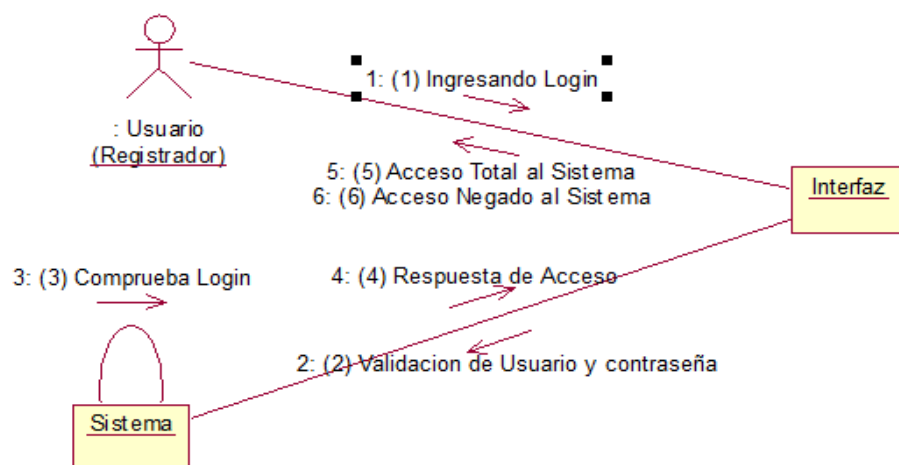 1: (1) Ingresando Login
: Usuario
(Registrador)
5: (5) Acceso Total al Sistema
6: (6) Acceso Negado al Sistema
Interfaz
3: (3) Comprueba Login
4: (4) Respuesta de Acceso
2: (2) Validacion de Usuario y contraseña
Sistema